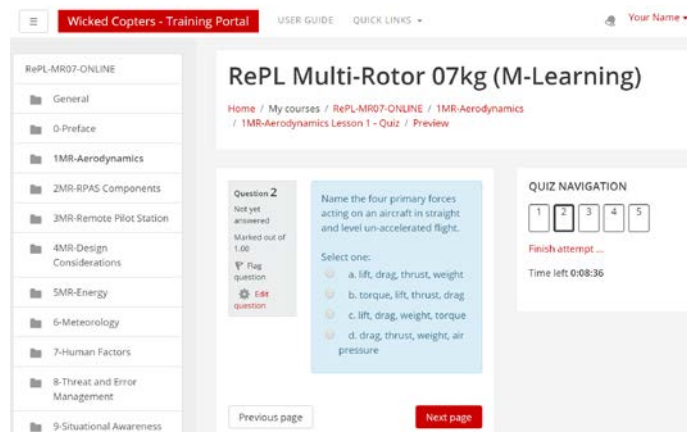 Wicked Copters - Training Portal
USER GUIDE
QUICK LINKS
Your Name
RePL-MR07-ONLINE
General
0-Preface
1MR-Aerodynamics
2MR-RPAS Components
3MR-Remote Pilot Station
4MR-Design
Considerations
5MR-Energy
6-Meteorology
7-Human Factors
8-Threat and Error
Management
9-Situational Awareness
RePL Multi-Rotor 07kg (M-Learning)
Home / My courses / RePL-MR07-ONLINE / 1MR-Aerodynamics
/ 1MR-Aerodynamics Lesson 1 - Quiz / Preview
Question 2
Not yet
answered
Marked out of
1.00
Flag
question
Edit
question
Name the four primary forces
acting on an aircraft in straight
and level un-accelerated flight.
Select one:
a. lift, drag, thrust, weight
b. torque, lift, thrust, drag
c. lift, drag, weight, torque
d. drag, thrust, weight, air
pressure
Previous page
Next page
QUIZ NAVIGATION
1 2 3 4 5
Finish attempt ...
Time left 0:08:36